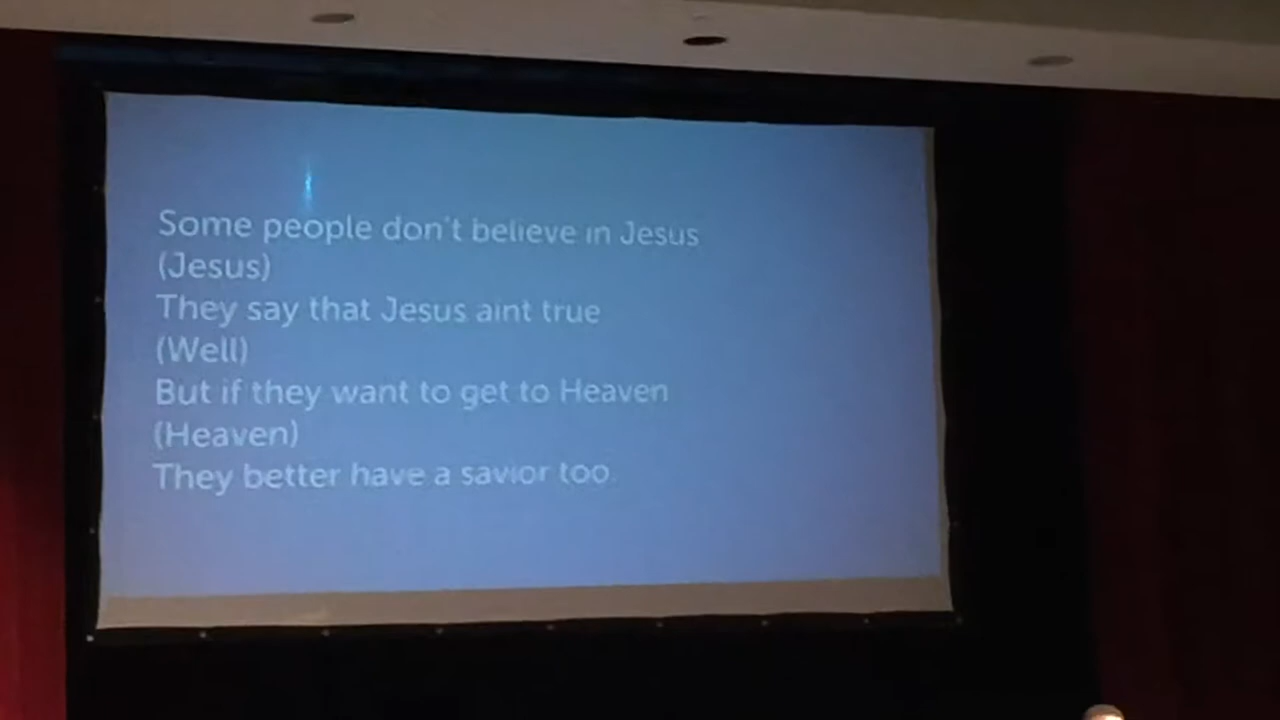 Some people don't believe in Jesus
(Jesus)
They say that Jesus aint true
(Well)
But if they want to get to Heaven
(Heaven)
They better have a savior too